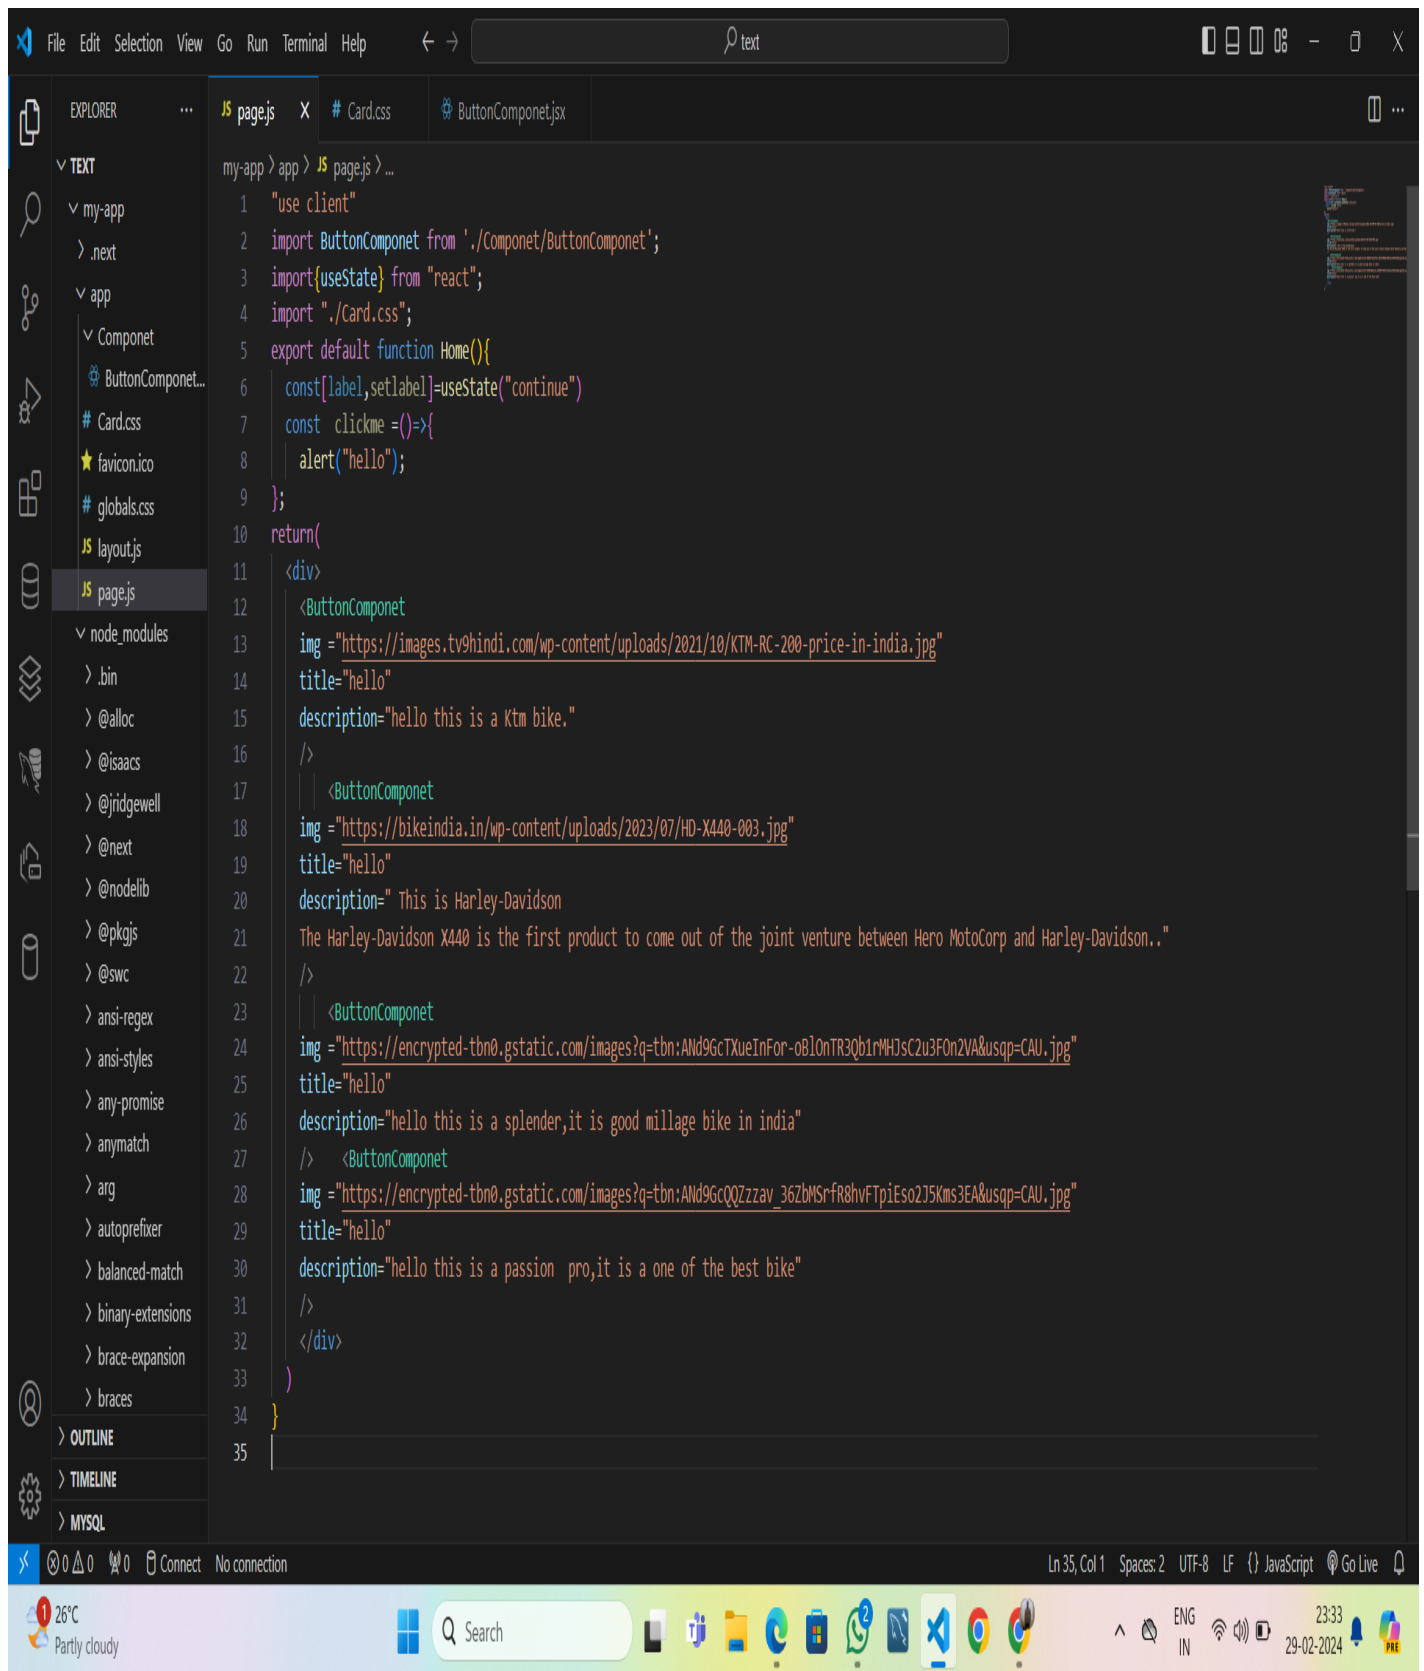 File Edit Selection View Go Run Terminal Help
text
EXPLORER
JS page.js
# Card.css
ButtonComponet.jsx
TEXT
my-app > app > JS page.js > ...
my-app
.next
app
Componet
ButtonComponet...
# Card.css
favicon.ico
# globals.css
JS layout.js
JS page.js
node_modules
.bin
@alloc
@isaacs
@jridgewell
@next
@nodelib
@pkgjs
@swc
ansi-regex
ansi-styles
any-promise
anymatch
arg
autoprefixer
balanced-match
binary-extensions
brace-expansion
braces
OUTLINE
TIMELINE
MYSQL
1 "use client"
2 import ButtonComponet from './Componet/ButtonComponet';
3 import{useState} from "react";
4 import "./Card.css";
5 export default function Home(){
6 const[label,setlabel]=useState("continue")
7 const  clickme =()=>{
8 alert("hello");
9 };
10 return(
11 <div>
12 <ButtonComponet
13 img ="https://images.tv9hindi.com/wp-content/uploads/2021/10/KTM-RC-200-price-in-india.jpg"
14 title="hello"
15 description="hello this is a Ktm bike."
16 />
17 <ButtonComponet
18 img ="https://bikeindia.in/wp-content/uploads/2023/07/HD-X440-003.jpg"
19 title="hello"
20 description=" This is Harley-Davidson
21 The Harley-Davidson X440 is the first product to come out of the joint venture between Hero MotoCorp and Harley-Davidson.."
22 />
23 <ButtonComponet
24 img ="https://encrypted-tbn0.gstatic.com/images?q=tbn:ANd9GcTXueInFor-oBlOnTR3Qb1rMHJsC2u3FOn2VA&usqp=CAU.jpg"
25 title="hello"
26 description="hello this is a splender,it is good millage bike in india"
27 />   <ButtonComponet
28 img ="https://encrypted-tbn0.gstatic.com/images?q=tbn:ANd9GcQQZzzav_36ZbMSrfR8hvFTpiEso2J5Kms3EA&usqp=CAU.jpg"
29 title="hello"
30 description="hello this is a passion  pro,it is a one of the best bike"
31 />
32 </div>
33 )
34 }
35
0 0 0 Connect No connection
Ln 35, Col 1 Spaces: 2 UTF-8 LF {} JavaScript Go Live
1
26°C
Partly cloudy
Search
2
ENG
IN
23:33
29-02-2024
PRE